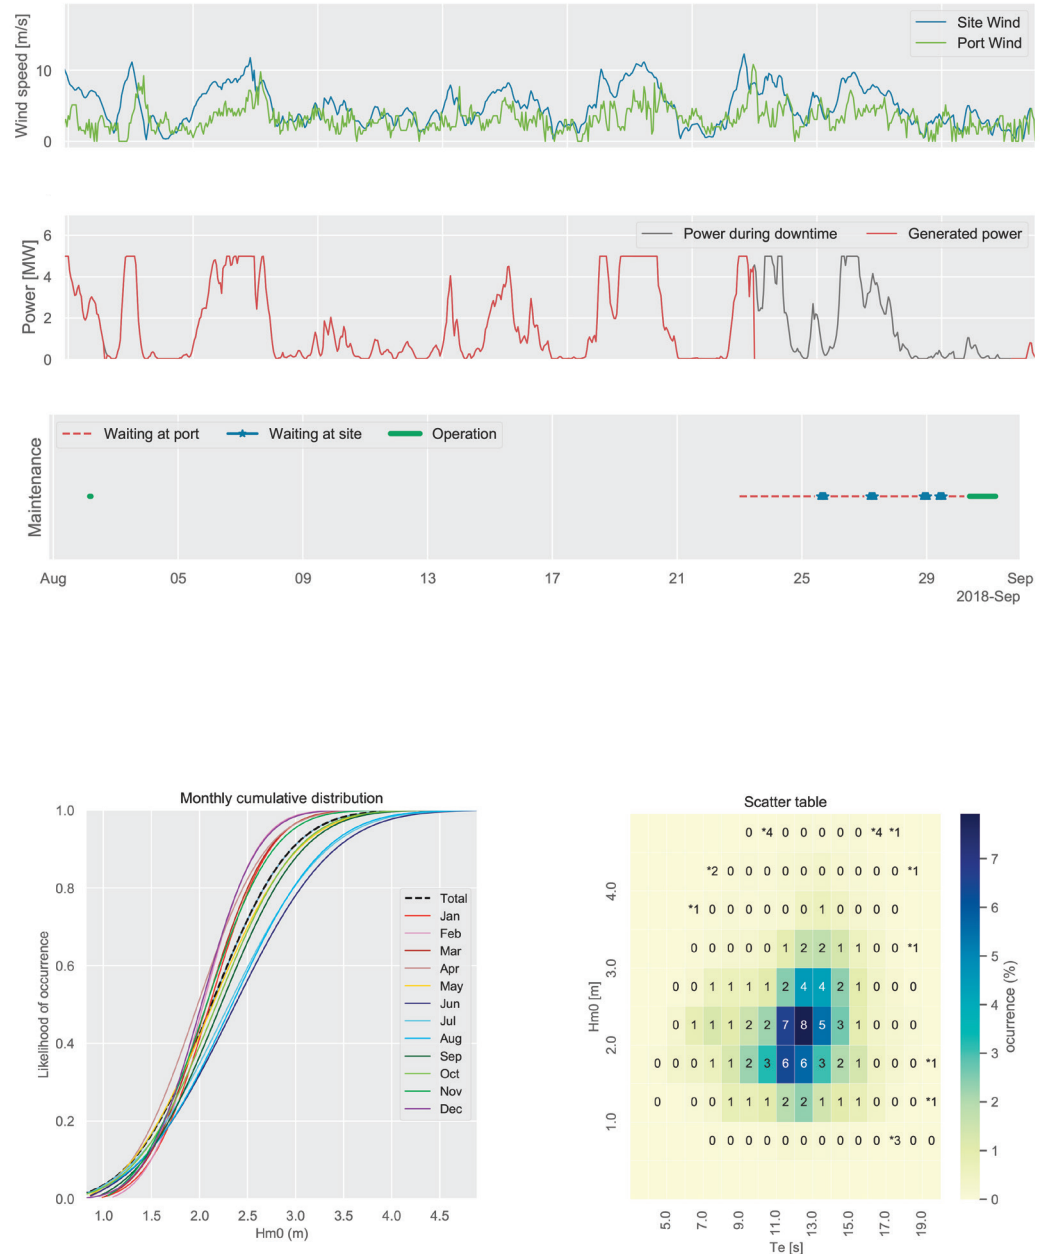 Wind speed [m/s]
10
0
Site Wind
Port Wind
Power [MW]
6
4
2
0
Power during downtime Generated power
Maintenance
Waiting at port Waiting at site Operation
Aug 05 09 13 17 21 25 29 Sep
2018-Sep
Monthly cumulative distribution
Likelihood of occurrence
1.0
0.8
0.6
0.4
0.2
0.0
Total
Jan
Feb
Mar
Apr
May
Jun
Jul
Aug
Sep
Oct
Nov
Dec
1.0 1.5 2.0 2.5 3.0 3.5 4.0 4.5
Hm0 (m)
Scatter table
Hm0 [m]
4.0
3.0
2.0
1.0
0 *4 0 0 0 0 0 *4 *1
*2 0 0 0 0 0 0 0 0 0 0 *1
*1 0 0 0 0 0 0 1 0 0 0 0
0 0 0 0 0 1 2 2 1 1 0 0 *1
0 0 1 1 1 1 2 4 4 2 1 0 0 0
0 1 1 1 2 2 7 8 5 3 1 0 0 0
0 0 0 1 1 2 3 6 6 3 2 1 0 0 0 *1
0 0 0 1 1 1 2 2 1 1 1 0 0 0 *1
0 0 0 0 0 0 0 0 0 0 *3 0 0
5.0 7.0 9.0 11.0 13.0 15.0 17.0 19.0
Te [s]
7
6
5
4
3
2
1
0
ocurrence (%)